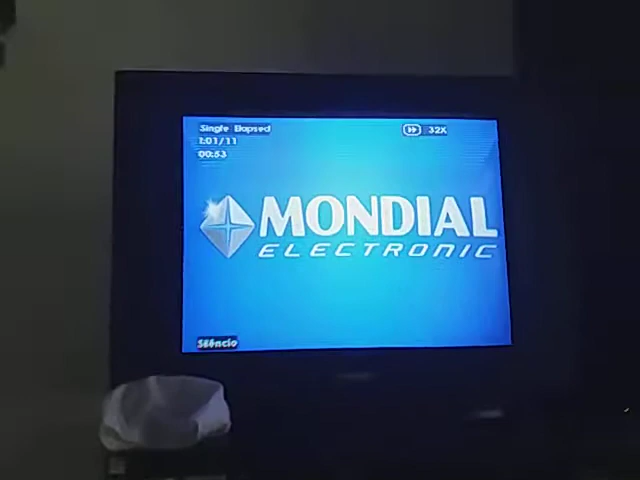 Single Elapsed
1:01/11
00:53
32X
MONDIAL
ELECTRONIC
Silêncio